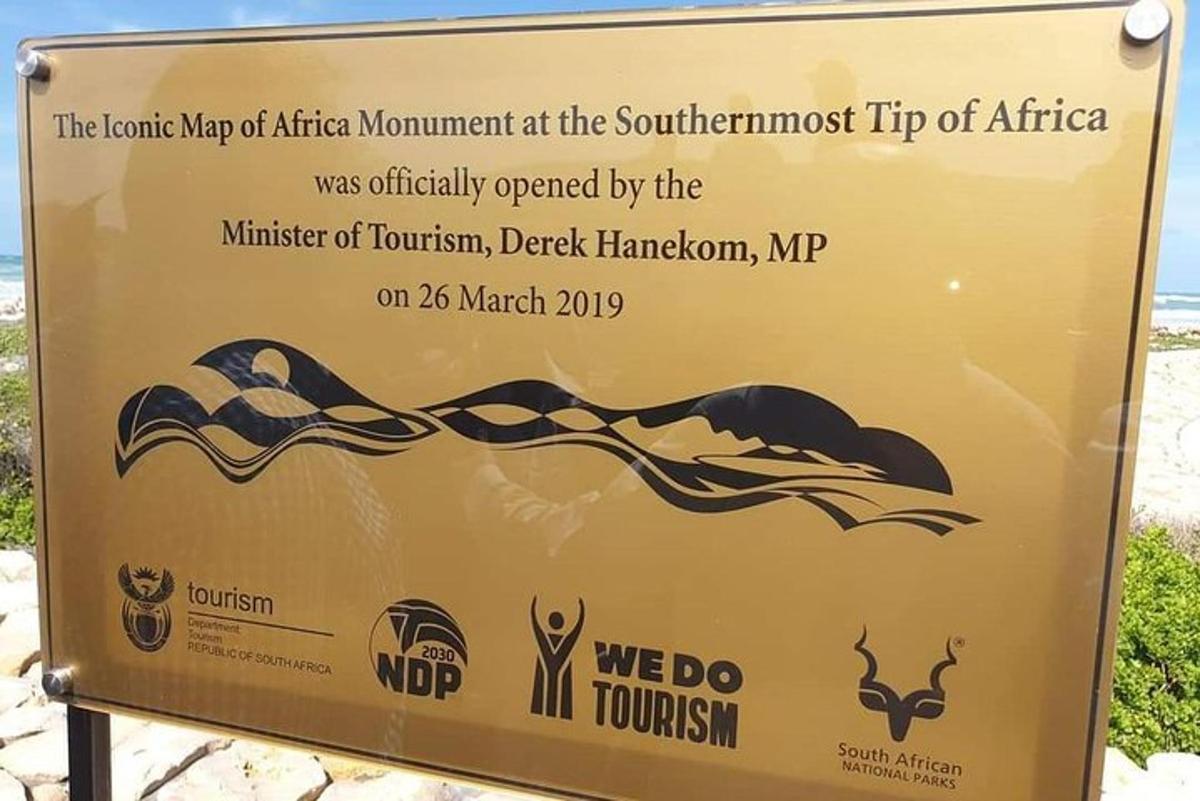 The Iconic Map of Africa Monument at the Southernmost Tip of Africa
was officially opened by the
Minister of Tourism, Derek Hanekom, MP
on 26 March 2019
tourism
Department:
Tourism
REPUBLIC OF SOUTH AFRICA
2030
NDP
WE DO
TOURISM
®
South African
NATIONAL PARKS